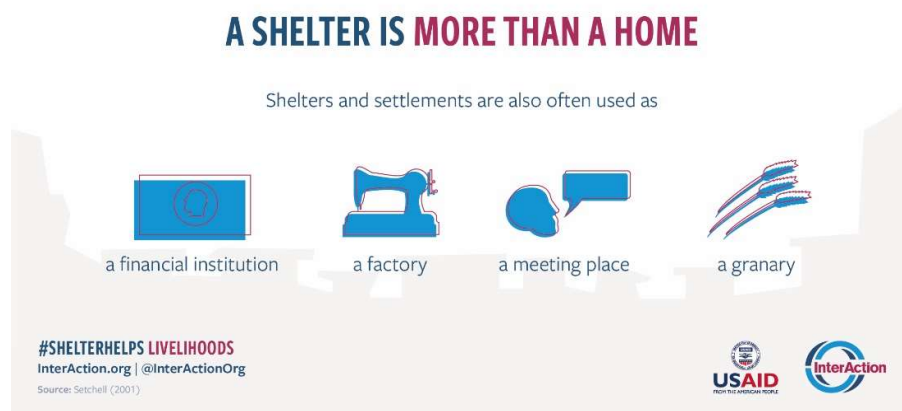 A SHELTER IS MORE THAN A HOME
Shelters and settlements are also often used as
a financial institution
a factory
a meeting place
a granary
#SHELTERHELPS LIVELIHOODS
InterAction.org | @InterActionOrg
Source: Setchell (2001)
USAID
FROM THE AMERICAN PEOPLE
InterAction